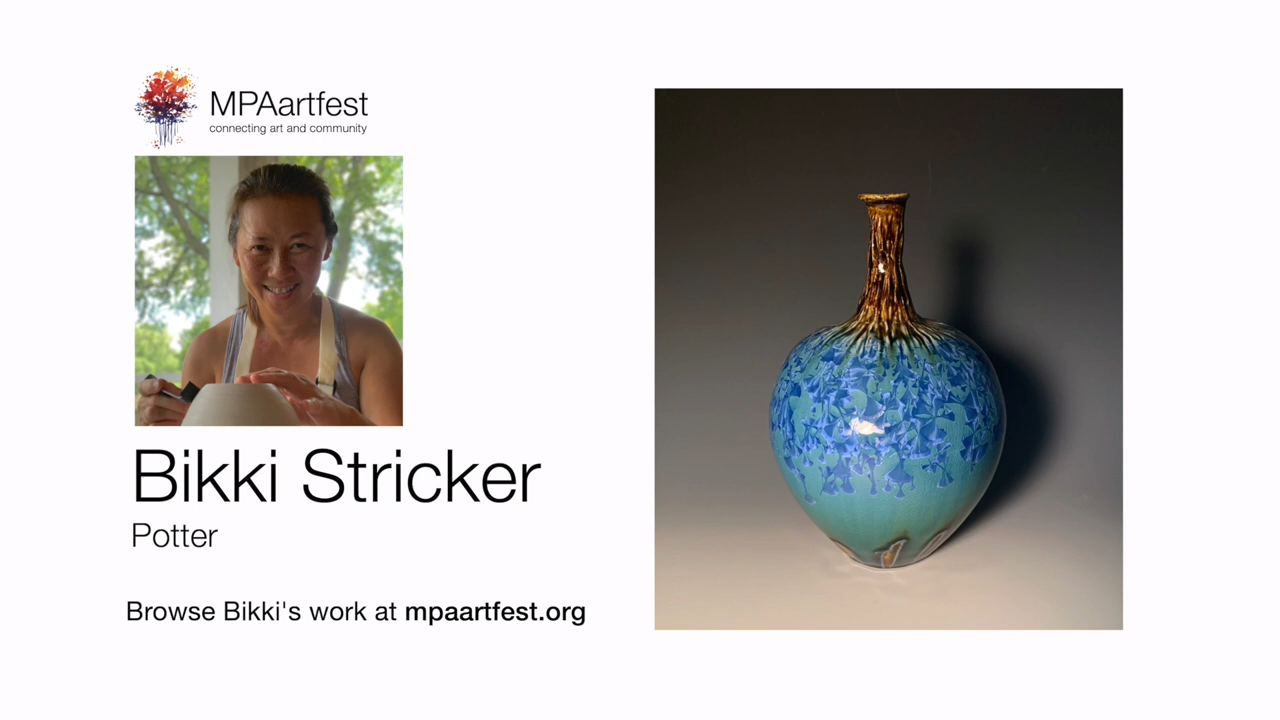 MPAartfest
connecting art and community
Bikki Stricker
Potter
Browse Bikki's work at mpaartfest.org